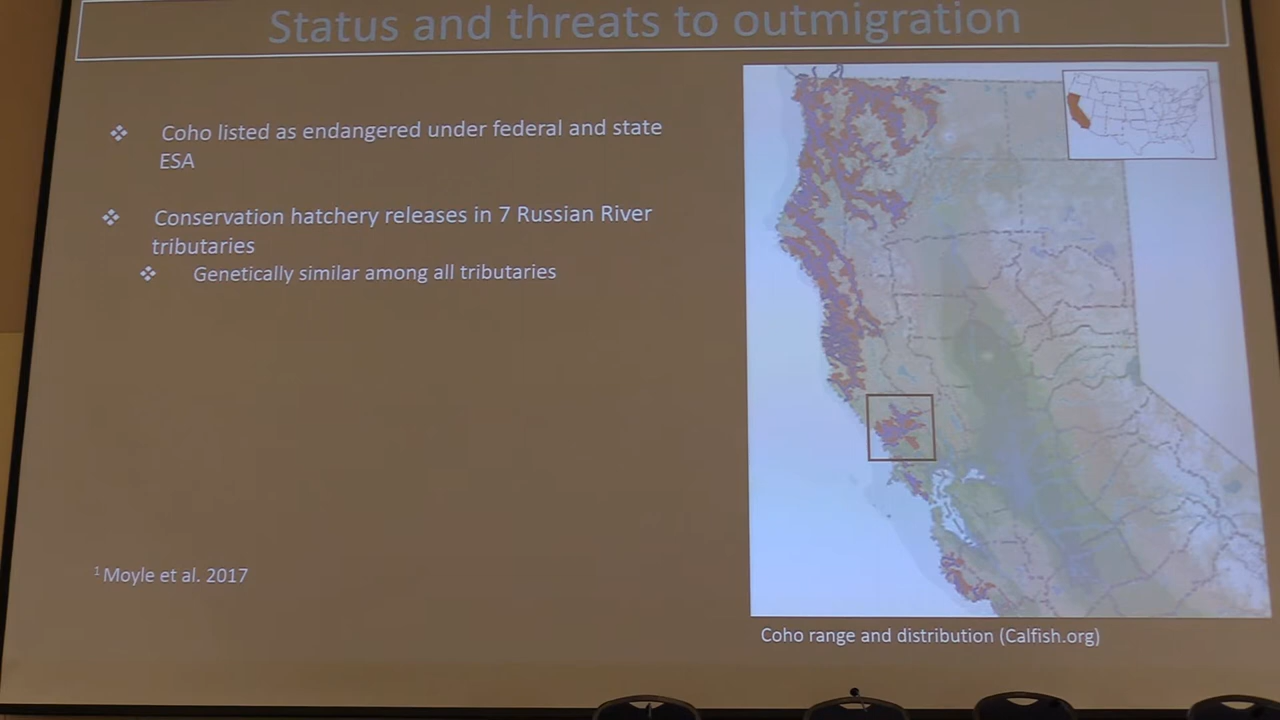 Status and threats to outmigration
❖ Coho listed as endangered under federal and state
ESA
❖ Conservation hatchery releases in 7 Russian River
tributaries
❖ Genetically similar among all tributaries
1 Moyle et al. 2017
Coho range and distribution (Calfish.org)